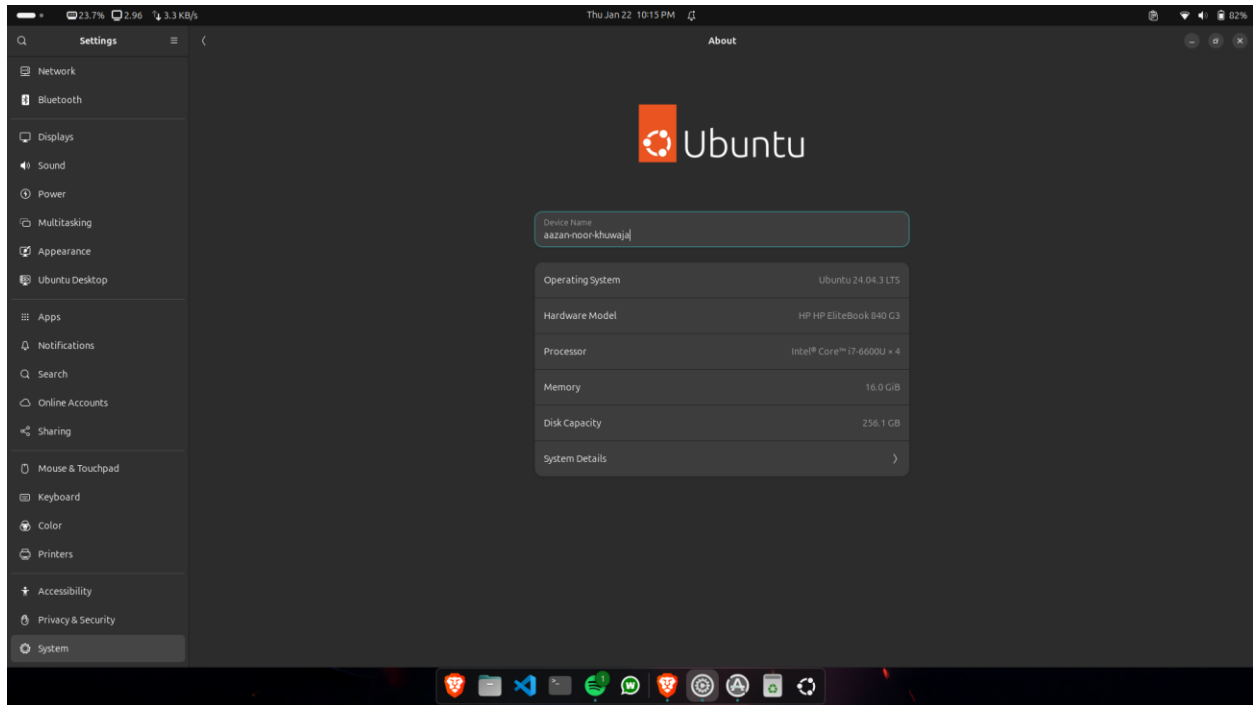 23.7% 2.96 3.3 KB/s
Thu Jan 22 10:15 PM
82%
Settings
About
Network
Bluetooth
Displays
Sound
Power
Multitasking
Appearance
Ubuntu Desktop
Apps
Notifications
Search
Online Accounts
Sharing
Mouse & Touchpad
Keyboard
Color
Printers
Accessibility
Privacy & Security
System
Ubuntu
Device Name
aazan-noor-khuwaja
Operating System Ubuntu 24.04.3 LTS
Hardware Model HP HP EliteBook 840 G3
Processor Intel® Core™ i7-6600U × 4
Memory 16.0 GiB
Disk Capacity 256.1 GB
System Details
1